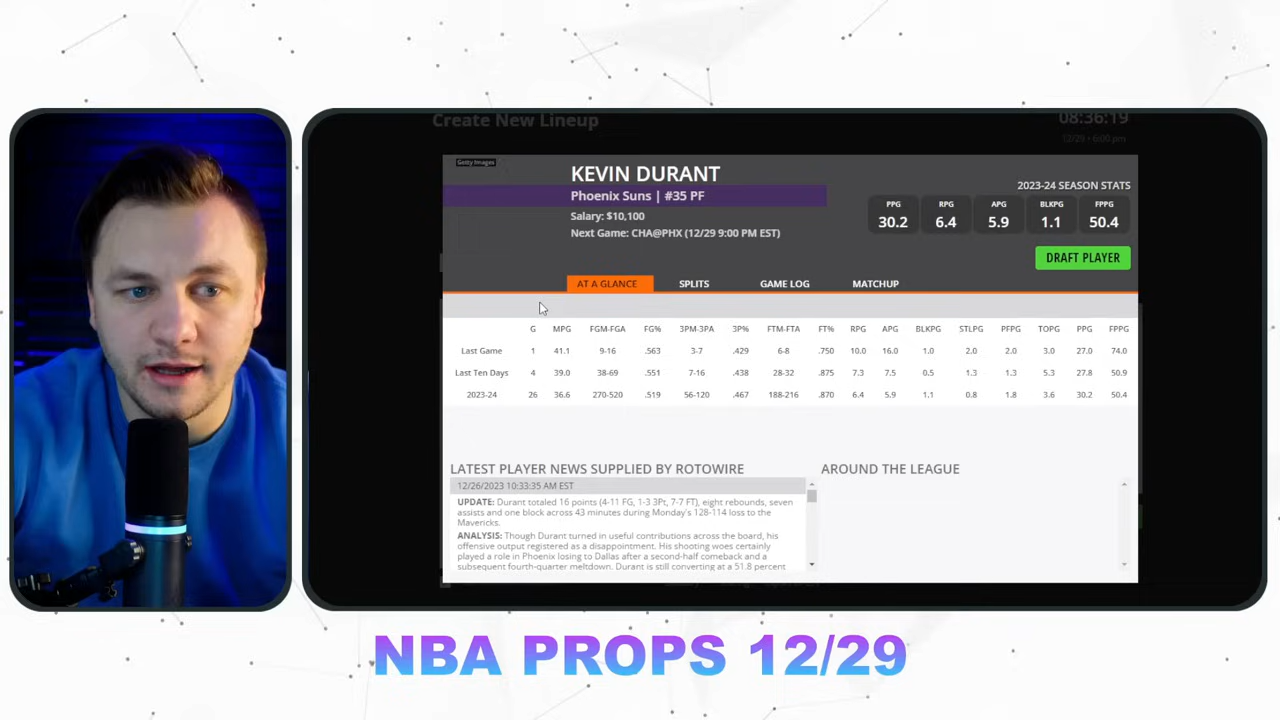 Create New Lineup
08:36:19
12/29 • 6:00 pm
Getty Images
KEVIN DURANT
Phoenix Suns | #35 PF
Salary: $10,100
Next Game: CHA@PHX (12/29 9:00 PM EST)
2023-24 SEASON STATS
PPG RPG APG BLKPG FPPG
30.2 6.4 5.9 1.1 50.4
DRAFT PLAYER
AT A GLANCE SPLITS GAME LOG MATCHUP
G MPG FGM-FGA FG% 3PM-3PA 3P% FTM-FTA FT% RPG APG BLKPG STLPG PFPG TOPG PPG FPPG
Last Game 1 41.1 9-16 .563 3-7 .429 6-8 .750 10.0 16.0 1.0 2.0 2.0 3.0 27.0 74.0
Last Ten Days 4 39.0 38-69 .551 7-16 .438 28-32 .875 7.3 7.5 0.5 1.3 1.3 5.3 27.8 50.9
2023-24 26 36.6 270-520 .519 56-120 .467 188-216 .870 6.4 5.9 1.1 0.8 1.8 3.6 30.2 50.4
LATEST PLAYER NEWS SUPPLIED BY ROTOWIRE
12/26/2023 10:33:35 AM EST
UPDATE: Durant totaled 16 points (4-11 FG, 1-3 3Pt, 7-7 FT), eight rebounds, seven
assists and one block across 43 minutes during Monday's 128-114 loss to the
Mavericks.
ANALYSIS: Though Durant turned in useful contributions across the board, his
offensive output registered as a disappointment. His shooting woes certainly
played a role in Phoenix losing to Dallas after a second-half comeback and a
subsequent fourth-quarter meltdown. Durant is still converting at a 51.8 percent
AROUND THE LEAGUE
NBA PROPS 12/29